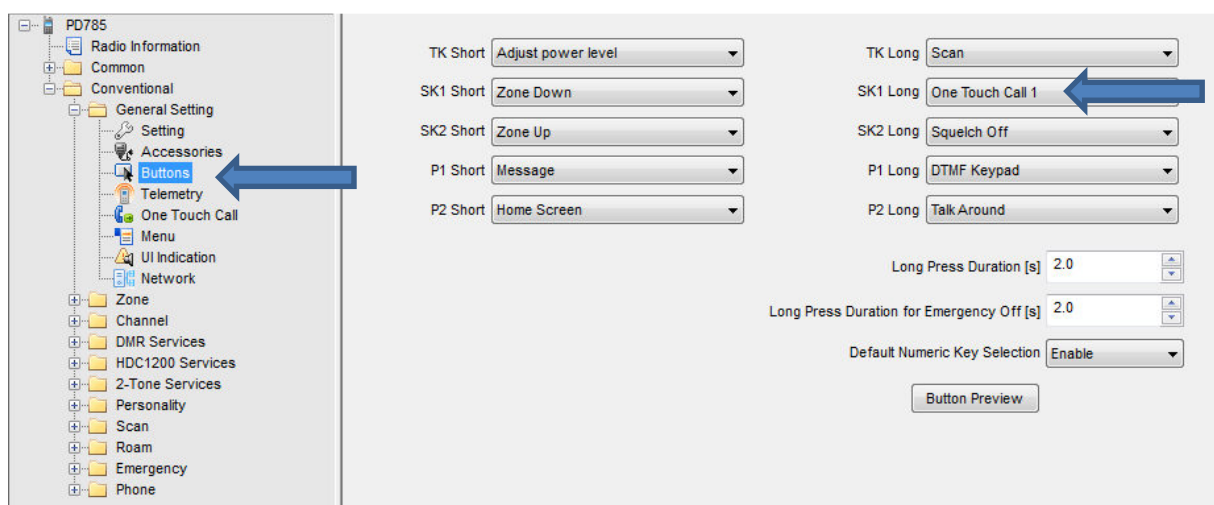 PD785
Radio Information
Common
Conventional
General Setting
Setting
Accessories
Buttons
Telemetry
One Touch Call
Menu
UI Indication
Network
Zone
Channel
DMR Services
HDC1200 Services
2-Tone Services
Personality
Scan
Roam
Emergency
Phone
TK Short Adjust power level TK Long Scan
SK1 Short Zone Down SK1 Long One Touch Call 1
SK2 Short Zone Up SK2 Long Squelch Off
P1 Short Message P1 Long DTMF Keypad
P2 Short Home Screen P2 Long Talk Around
Long Press Duration [s] 2.0
Long Press Duration for Emergency Off [s] 2.0
Default Numeric Key Selection Enable
Button Preview